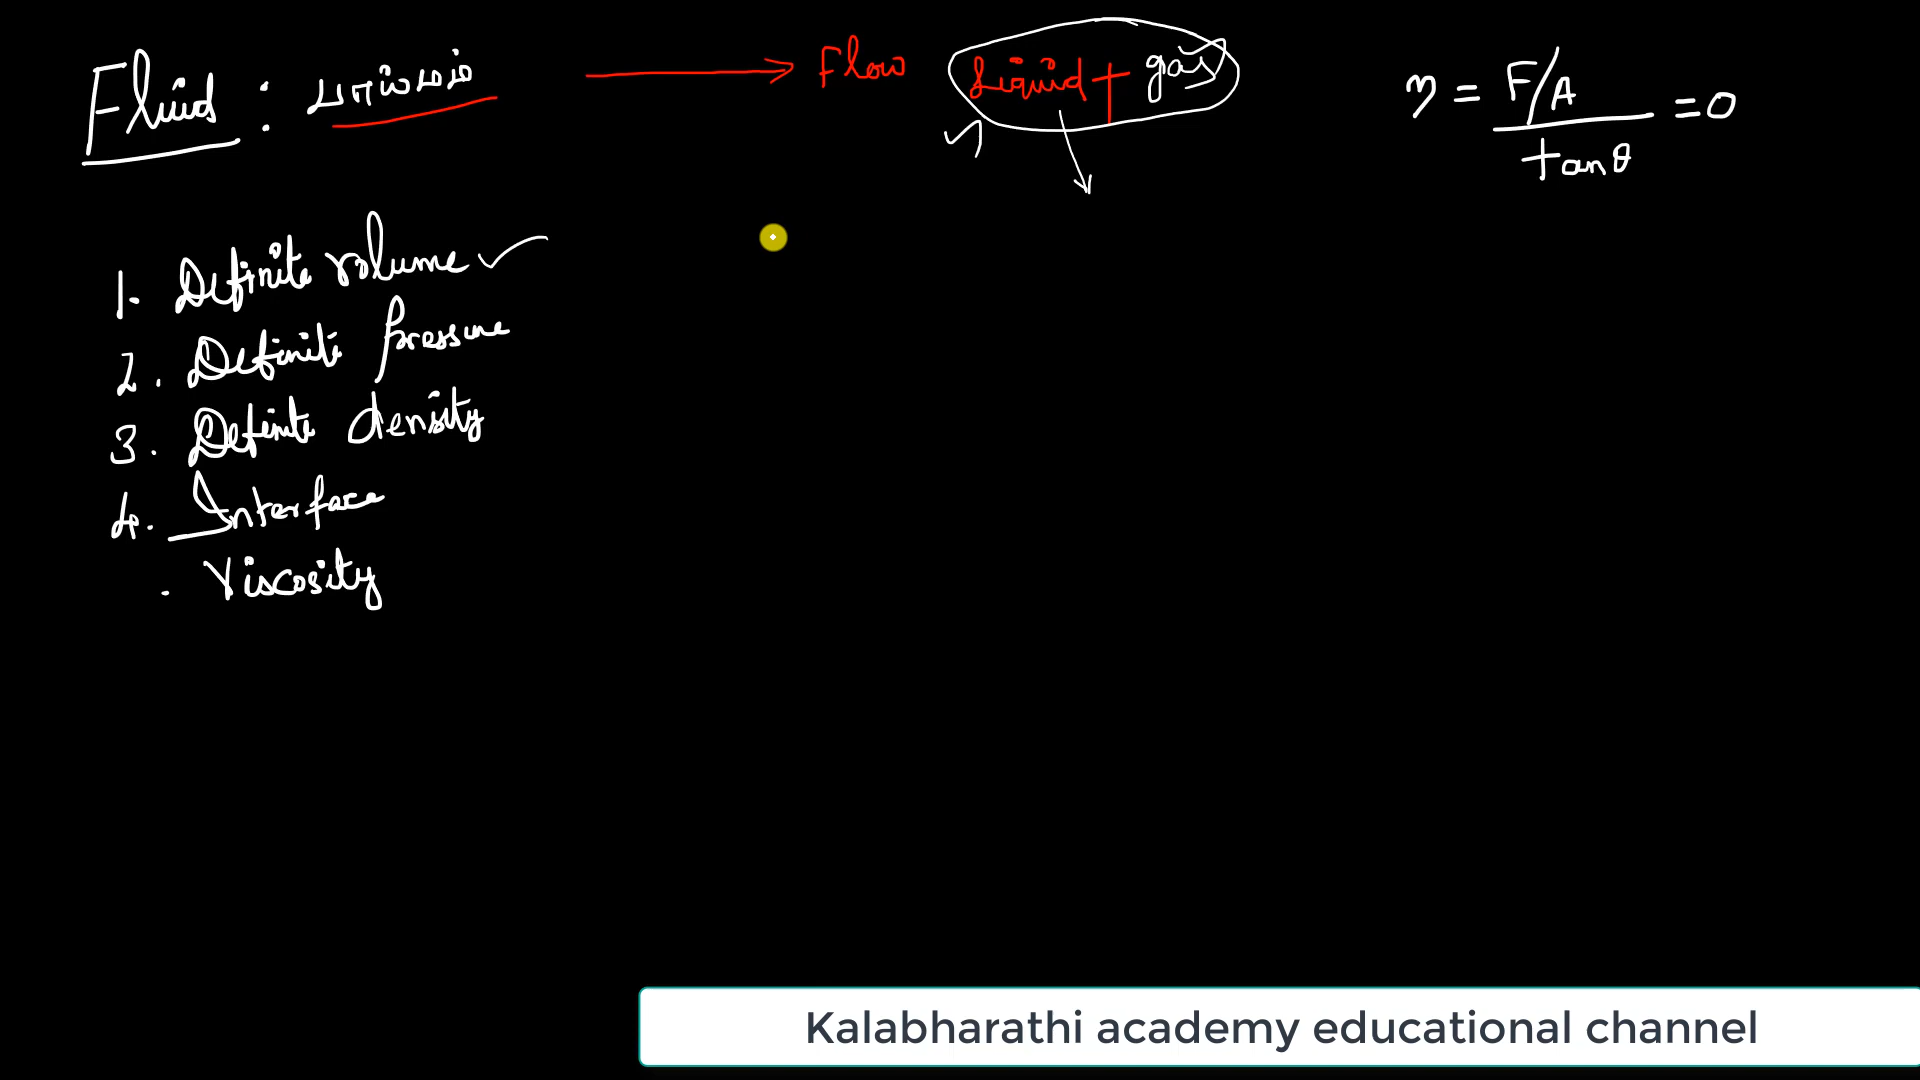 Fluid : பாய்மம் → Flow Liquid + gas
η = F/A / tanθ = 0
1. Definite volume ✓
2. Definite pressure
3. Definite density
4. Interface
. Viscosity
Kalabharathi academy educational channel